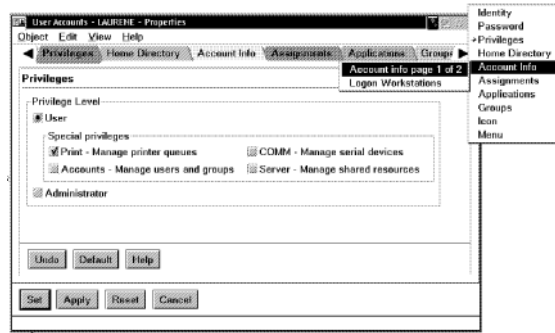 User Accounts - LAURENE - Properties
Object Edit View Help
Privileges Home Directory Account Info Assignments Applications Groups
Account info page 1 of 2
Logon Workstations
Identity
Password
Privileges
Home Directory
Account Info
Assignments
Applications
Groups
Icon
Menu
Privileges
Privilege Level
User
Special privileges
Print - Manage printer queues COMM - Manage serial devices
Accounts - Manage users and groups Server - Manage shared resources
Administrator
Undo Default Help
Set Apply Reset Cancel